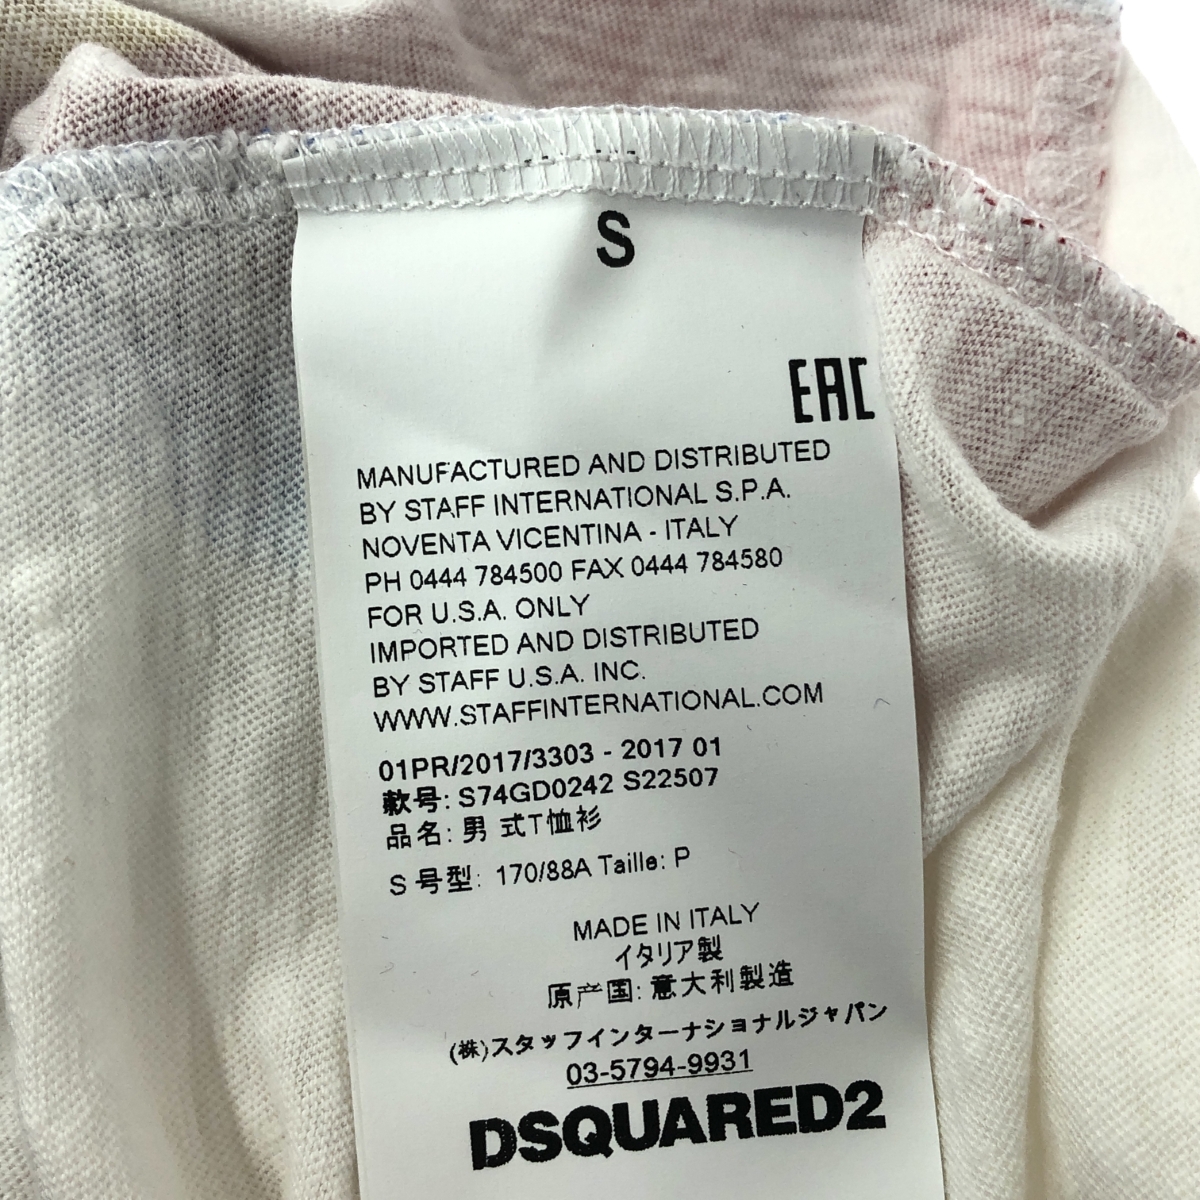 S
EAC
MANUFACTURED AND DISTRIBUTED
BY STAFF INTERNATIONAL S.P.A.
NOVENTA VICENTINA - ITALY
PH 0444 784500 FAX 0444 784580
FOR U.S.A. ONLY
IMPORTED AND DISTRIBUTED
BY STAFF U.S.A. INC.
WWW.STAFFINTERNATIONAL.COM
01PR/2017/3303 - 2017 01
款号: S74GD0242 S22507
品名: 男 式T恤衫
S 号型: 170/88A Taille: P
MADE IN ITALY
イタリア製
原产国: 意大利製造
(株)スタッフインターナショナルジャパン
03-5794-9931
DSQUARED2